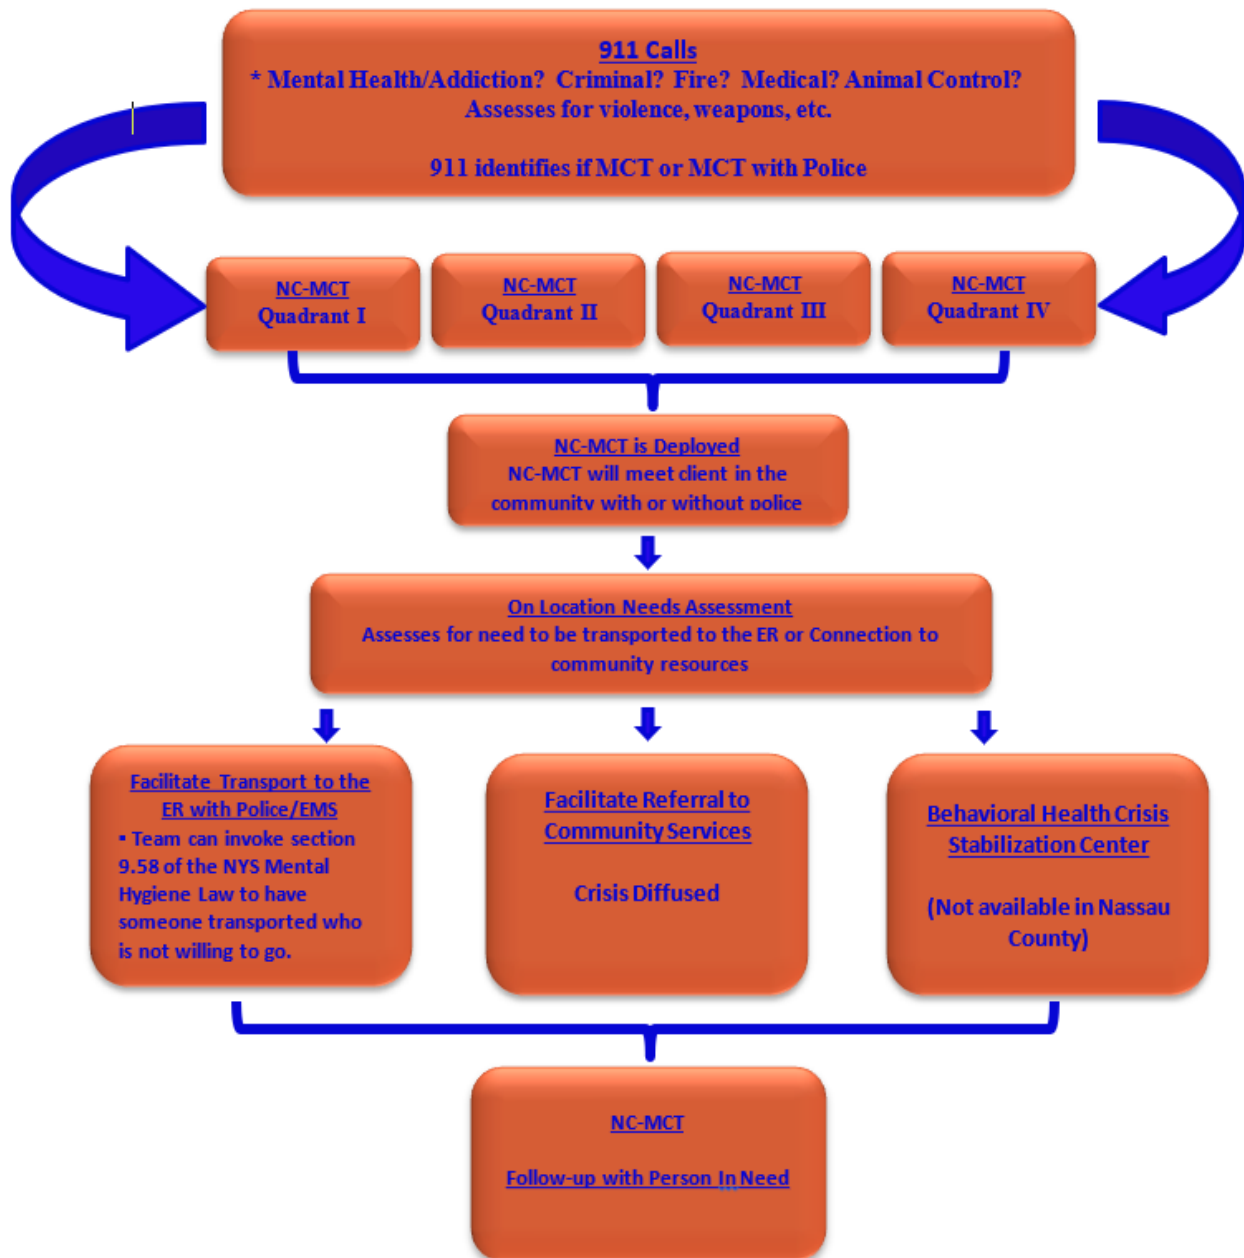 911 Calls
* Mental Health/Addiction? Criminal? Fire? Medical? Animal Control?
Assesses for violence, weapons, etc.
911 identifies if MCT or MCT with Police
NC-MCT
Quadrant I
NC-MCT
Quadrant II
NC-MCT
Quadrant III
NC-MCT
Quadrant IV
NC-MCT is Deployed
NC-MCT will meet client in the
community with or without police
On Location Needs Assessment
Assesses for need to be transported to the ER or Connection to
community resources
Facilitate Transport to the
ER with Police/EMS
▪ Team can invoke section
9.58 of the NYS Mental
Hygiene Law to have
someone transported who
is not willing to go.
Facilitate Referral to
Community Services
Crisis Diffused
Behavioral Health Crisis
Stabilization Center
(Not available in Nassau
County)
NC-MCT
Follow-up with Person In Need